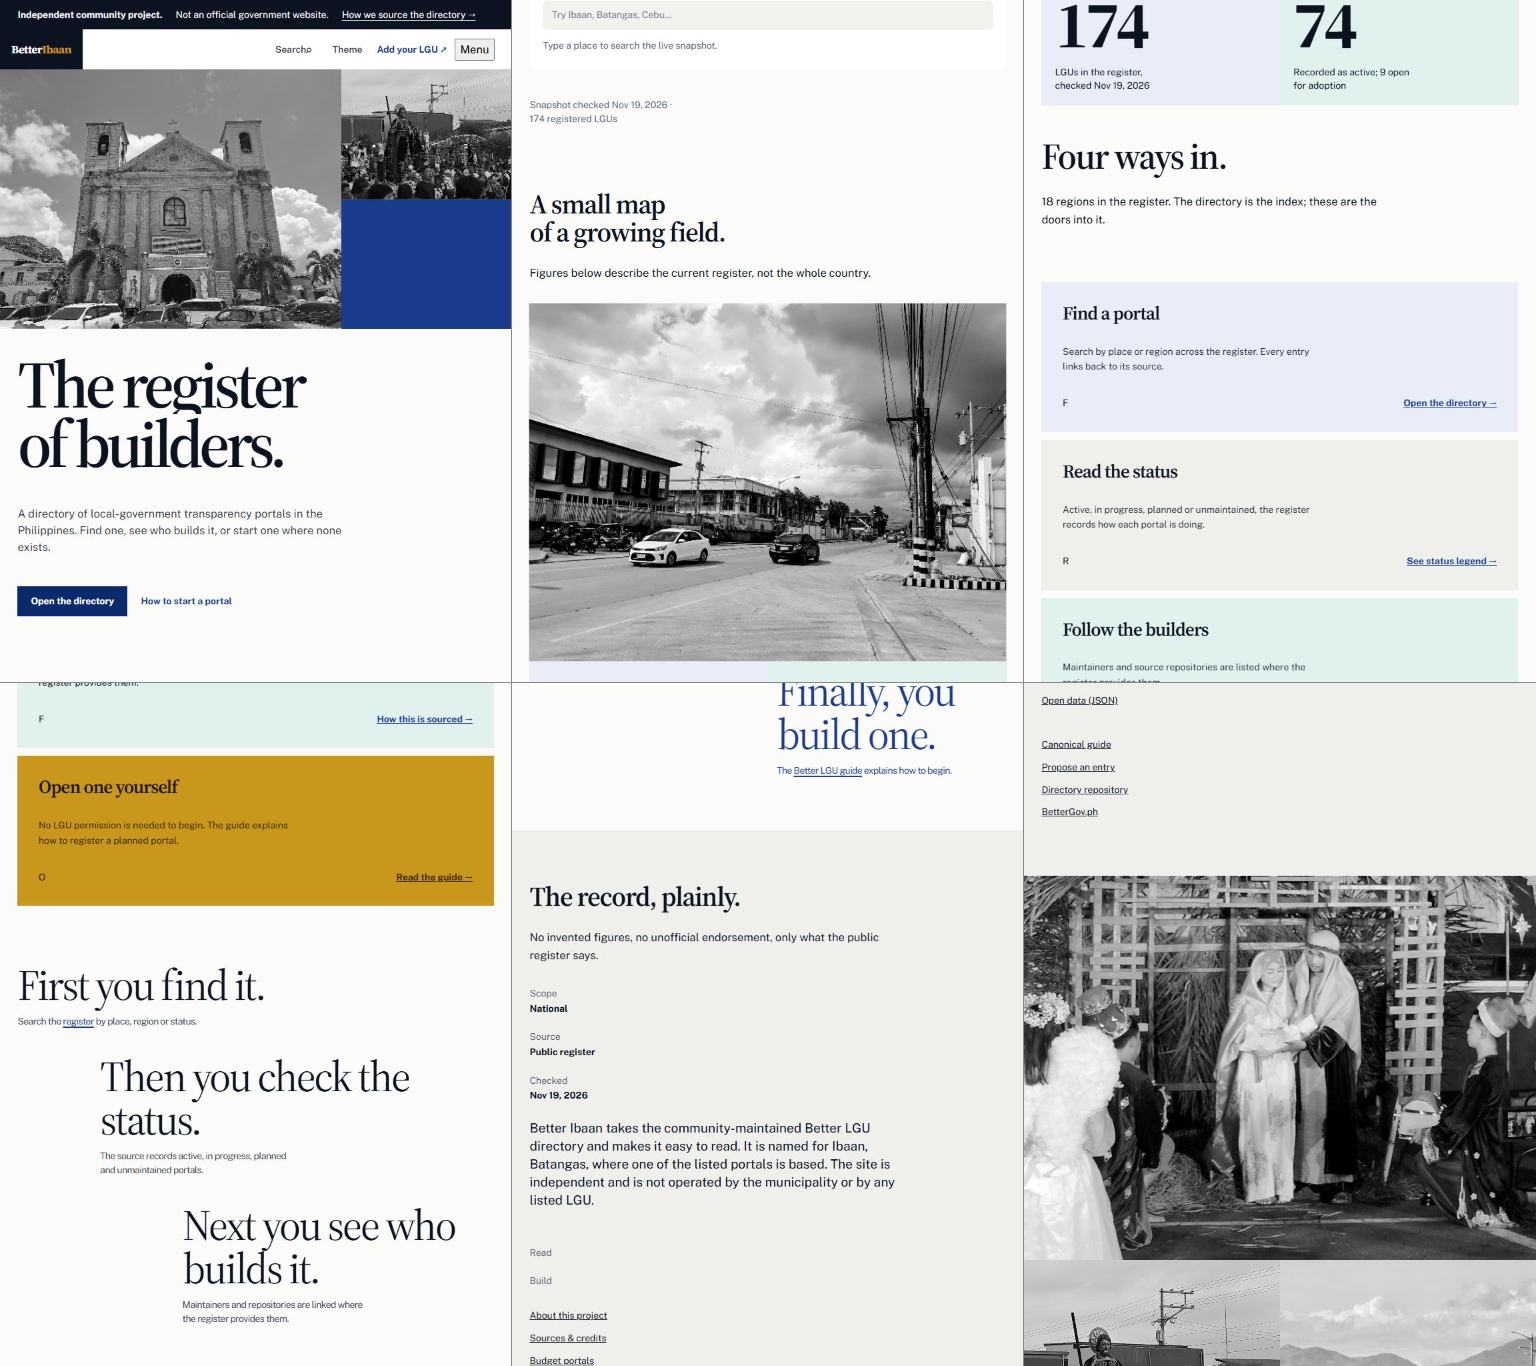 Independent community project. Not an official government website. How we source the directory →
BetterIbaan
Search⌕ Theme Add your LGU ↗ Menu
The register
of builders.
A directory of local-government transparency portals in the
Philippines. Find one, see who builds it, or start one where none
exists.
Open the directory How to start a portal
Try Ibaan, Batangas, Cebu...
Type a place to search the live snapshot.
Snapshot checked Nov 19, 2026 ·
174 registered LGUs
A small map
of a growing field.
Figures below describe the current register, not the whole country.
174
LGUs in the register,
checked Nov 19, 2026
74
Recorded as active; 9 open
for adoption
Four ways in.
18 regions in the register. The directory is the index; these are the
doors into it.
Find a portal
Search by place or region across the register. Every entry
links back to its source.
F Open the directory →
Read the status
Active, in progress, planned or unmaintained, the register
records how each portal is doing.
R See status legend →
Follow the builders
Maintainers and source repositories are listed where the
register provides them.
register provides them.
F How this is sourced →
Open one yourself
No LGU permission is needed to begin. The guide explains
how to register a planned portal.
O Read the guide →
First you find it.
Search the register by place, region or status.
Then you check the
status.
The source records active, in progress, planned
and unmaintained portals.
Next you see who
builds it.
Maintainers and repositories are linked where
the register provides them.
Finally, you
build one.
The Better LGU guide explains how to begin.
The record, plainly.
No invented figures, no unofficial endorsement, only what the public
register says.
Scope
National
Source
Public register
Checked
Nov 19, 2026
Better Ibaan takes the community-maintained Better LGU
directory and makes it easy to read. It is named for Ibaan,
Batangas, where one of the listed portals is based. The site is
independent and is not operated by the municipality or by any
listed LGU.
Read
Build
About this project
Sources & credits
Budget portals
Open data (JSON)
Canonical guide
Propose an entry
Directory repository
BetterGov.ph